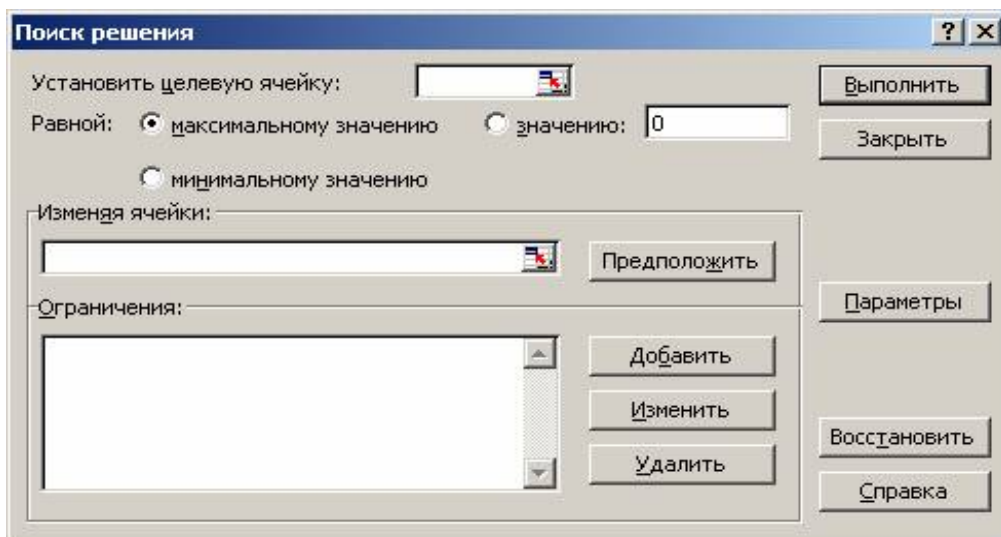 Поиск решения
Установить целевую ячейку:
Выполнить
Равной: максимальному значению значению: 0
Закрыть
минимальному значению
Изменяя ячейки:
Предположить
Параметры
Ограничения:
Добавить
Изменить
Восстановить
Удалить
Справка